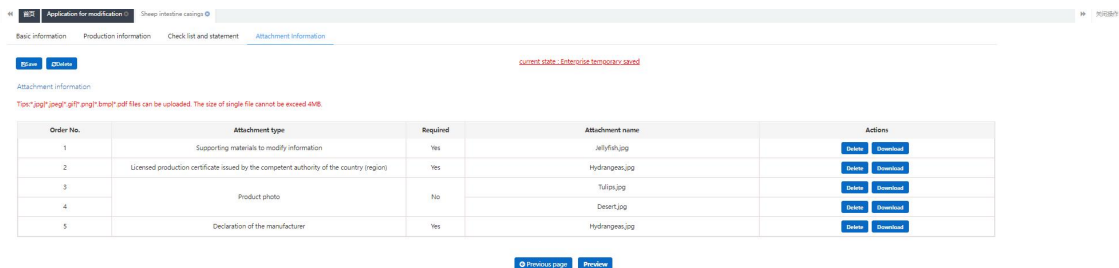 首页 Application for modification Sheep intestine casings 关闭操作
Basic information Production information Check list and statement Attachment information
Save Delete current state : Enterprise temporary saved
Attachment information
Tips:*.jpg|*.jpeg|*.gif|*.png|*.bmp|*.pdf files can be uploaded. The size of single file cannot be exceed 4MB.
Order No. Attachment type Required Attachment name Actions
1 Supporting materials to modify information Yes Jellyfish.jpg Delete Download
2 Licensed production certificate issued by the competent authority of the country (region) Yes Hydrangeas.jpg Delete Download
3 Tulips.jpg Delete Download
Product photo No
4 Desert.jpg Delete Download
5 Declaration of the manufacturer Yes Hydrangeas.jpg Delete Download
Previous page Preview